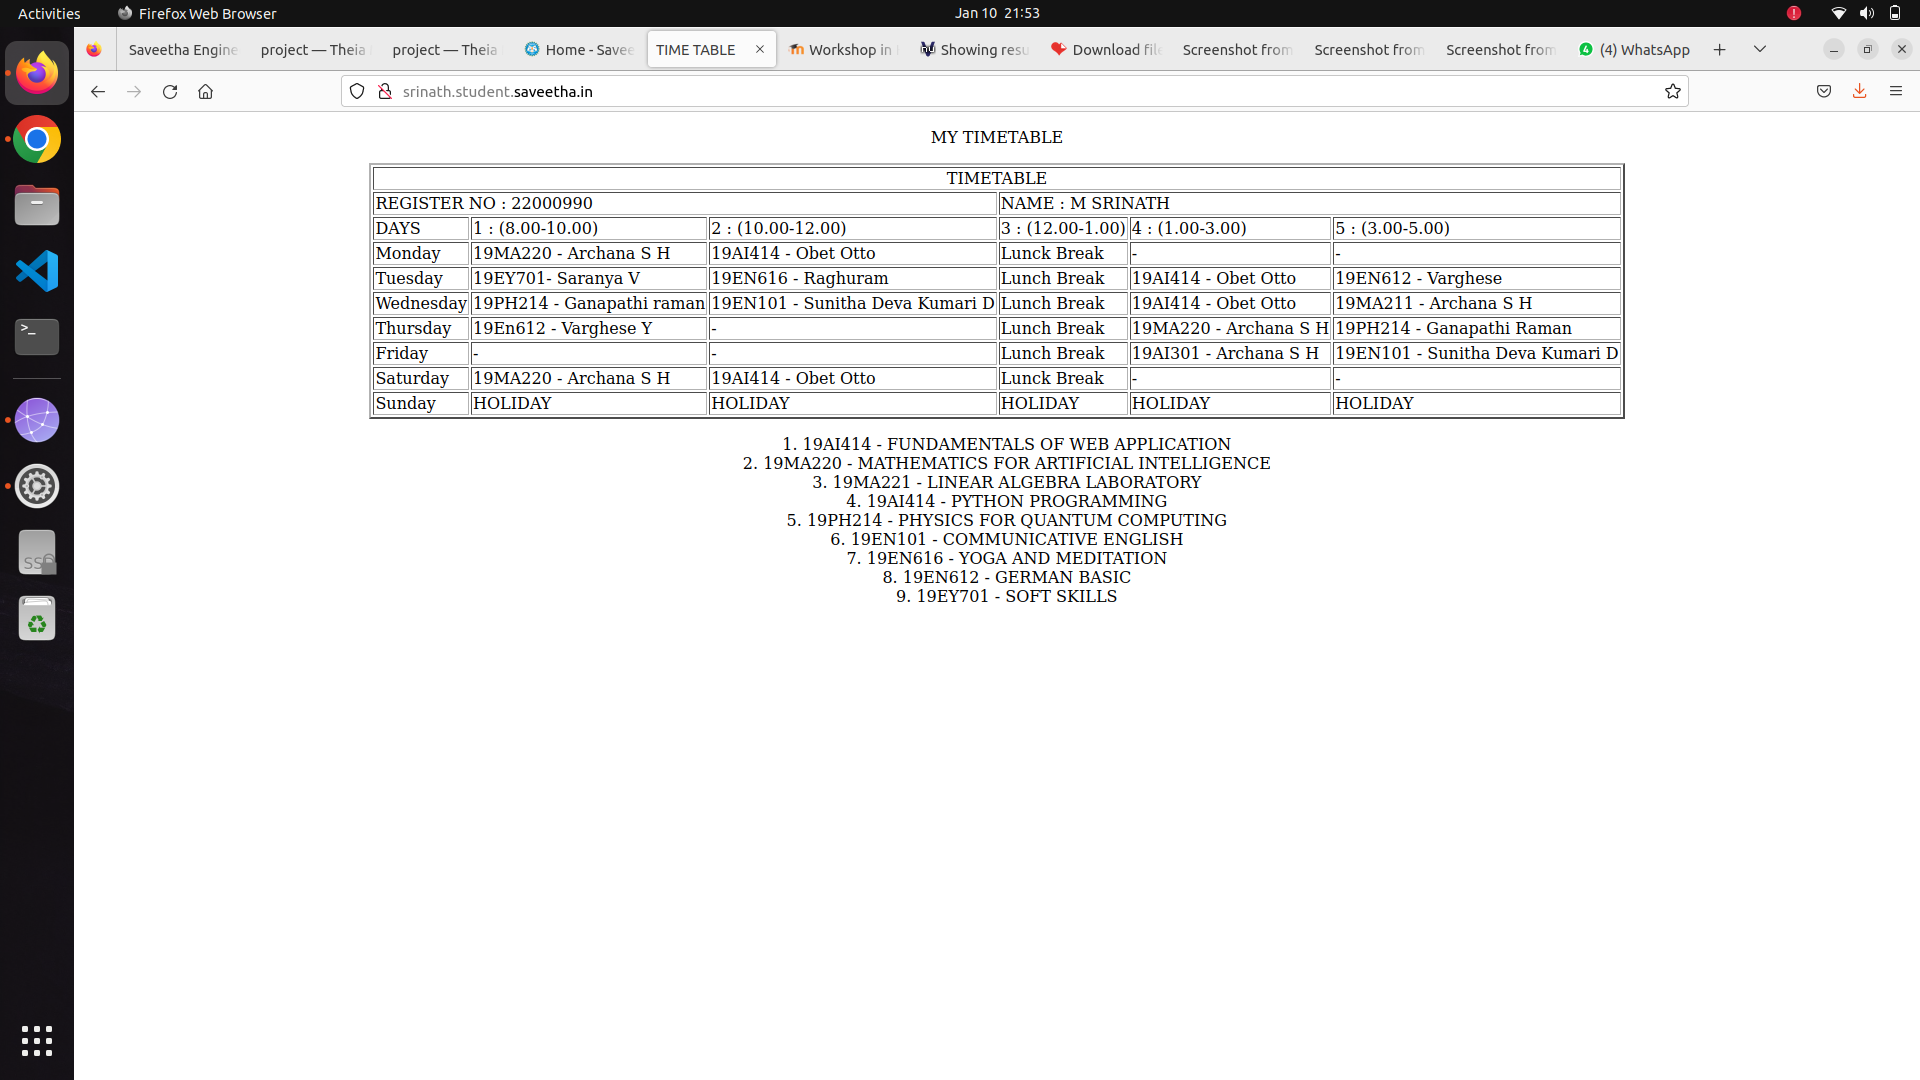 Activities Firefox Web Browser Jan 10 21:53
Saveetha Engine project — Theia project — Theia Home - Savee TIME TABLE Workshop in Showing resu Download file Screenshot from Screenshot from Screenshot from (4) WhatsApp
srinath.student.saveetha.in
MY TIMETABLE
TIMETABLE
REGISTER NO : 22000990 NAME : M SRINATH
DAYS 1 : (8.00-10.00) 2 : (10.00-12.00) 3 : (12.00-1.00) 4 : (1.00-3.00) 5 : (3.00-5.00)
Monday 19MA220 - Archana S H 19AI414 - Obet Otto Lunck Break - -
Tuesday 19EY701- Saranya V 19EN616 - Raghuram Lunck Break 19AI414 - Obet Otto 19EN612 - Varghese
Wednesday 19PH214 - Ganapathi raman 19EN101 - Sunitha Deva Kumari D Lunck Break 19AI414 - Obet Otto 19MA211 - Archana S H
Thursday 19En612 - Varghese Y - Lunck Break 19MA220 - Archana S H 19PH214 - Ganapathi Raman
Friday - - Lunch Break 19AI301 - Archana S H 19EN101 - Sunitha Deva Kumari D
Saturday 19MA220 - Archana S H 19AI414 - Obet Otto Lunck Break - -
Sunday HOLIDAY HOLIDAY HOLIDAY HOLIDAY HOLIDAY
1. 19AI414 - FUNDAMENTALS OF WEB APPLICATION
2. 19MA220 - MATHEMATICS FOR ARTIFICIAL INTELLIGENCE
3. 19MA221 - LINEAR ALGEBRA LABORATORY
4. 19AI414 - PYTHON PROGRAMMING
5. 19PH214 - PHYSICS FOR QUANTUM COMPUTING
6. 19EN101 - COMMUNICATIVE ENGLISH
7. 19EN616 - YOGA AND MEDITATION
8. 19EN612 - GERMAN BASIC
9. 19EY701 - SOFT SKILLS